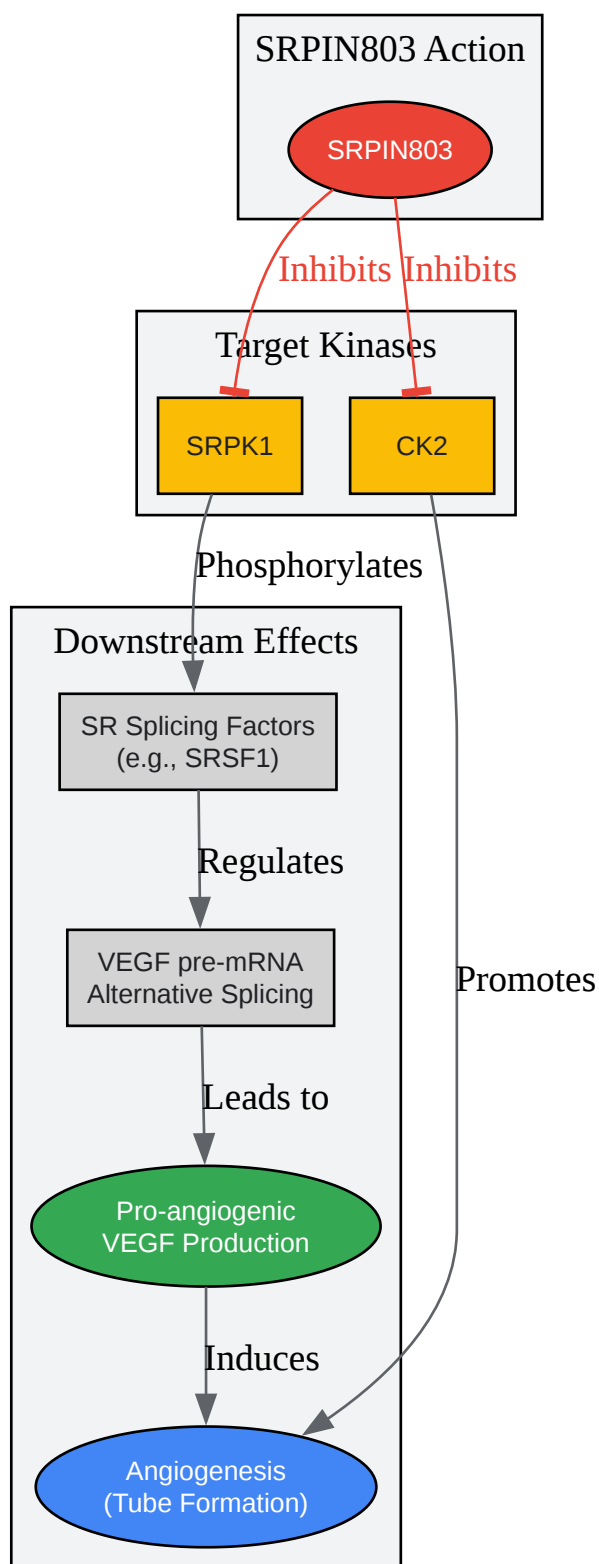 SRPIN803 Action
SRPIN803
Inhibits Inhibits
Target Kinases
SRPK1
CK2
Phosphorylates
Downstream Effects
SR Splicing Factors
(e.g., SRSF1)
Regulates
VEGF pre-mRNA
Alternative Splicing
Promotes
Leads to
Pro-angiogenic
VEGF Production
Induces
Angiogenesis
(Tube Formation)